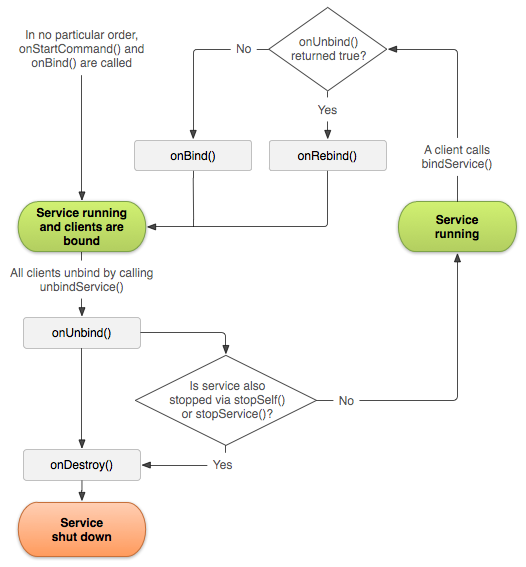 In no particular order,
onStartCommand() and
onBind() are called
onUnbind()
returned true?
No
Yes
onBind()
onRebind()
A client calls
bindService()
Service running
and clients are
bound
Service
running
All clients unbind by calling
unbindService()
onUnbind()
Is service also
stopped via stopSelf()
or stopService()?
No
Yes
onDestroy()
Service
shut down